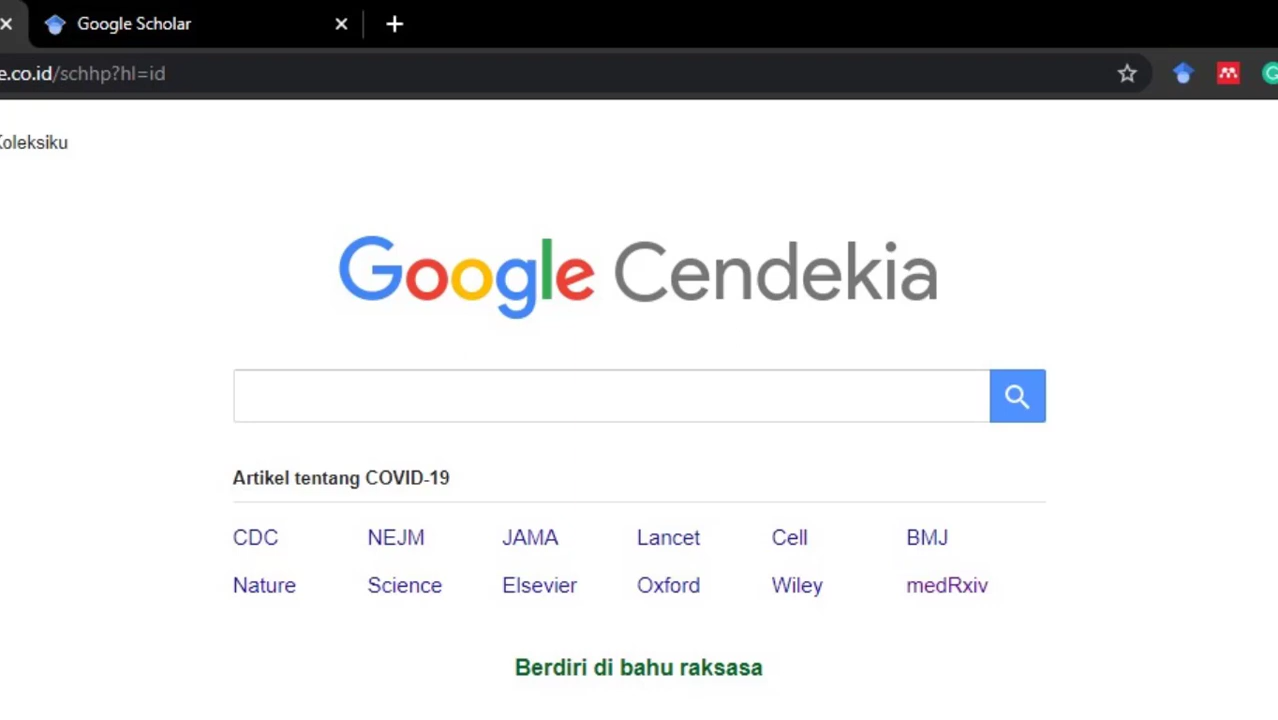 Google Scholar
e.co.id/schhp?hl=id
Koleksiku
Google Cendekia
Artikel tentang COVID-19
CDC NEJM JAMA Lancet Cell BMJ
Nature Science Elsevier Oxford Wiley medRxiv
Berdiri di bahu raksasa